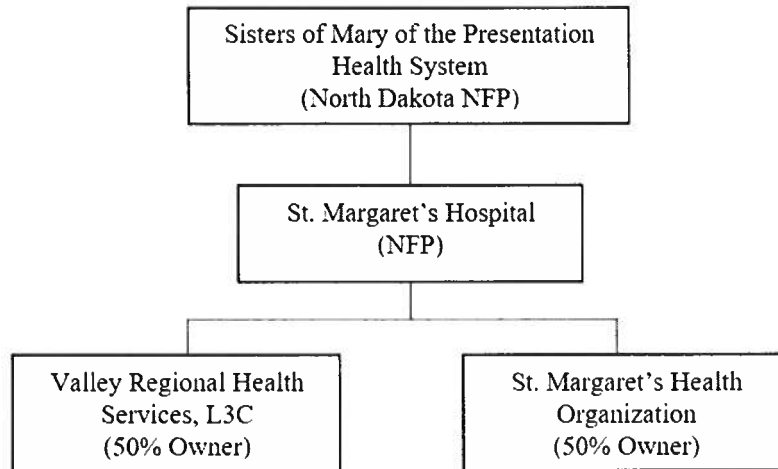 Sisters of Mary of the Presentation
Health System
(North Dakota NFP)
St. Margaret's Hospital
(NFP)
Valley Regional Health
Services, L3C
(50% Owner)
St. Margaret's Health
Organization
(50% Owner)